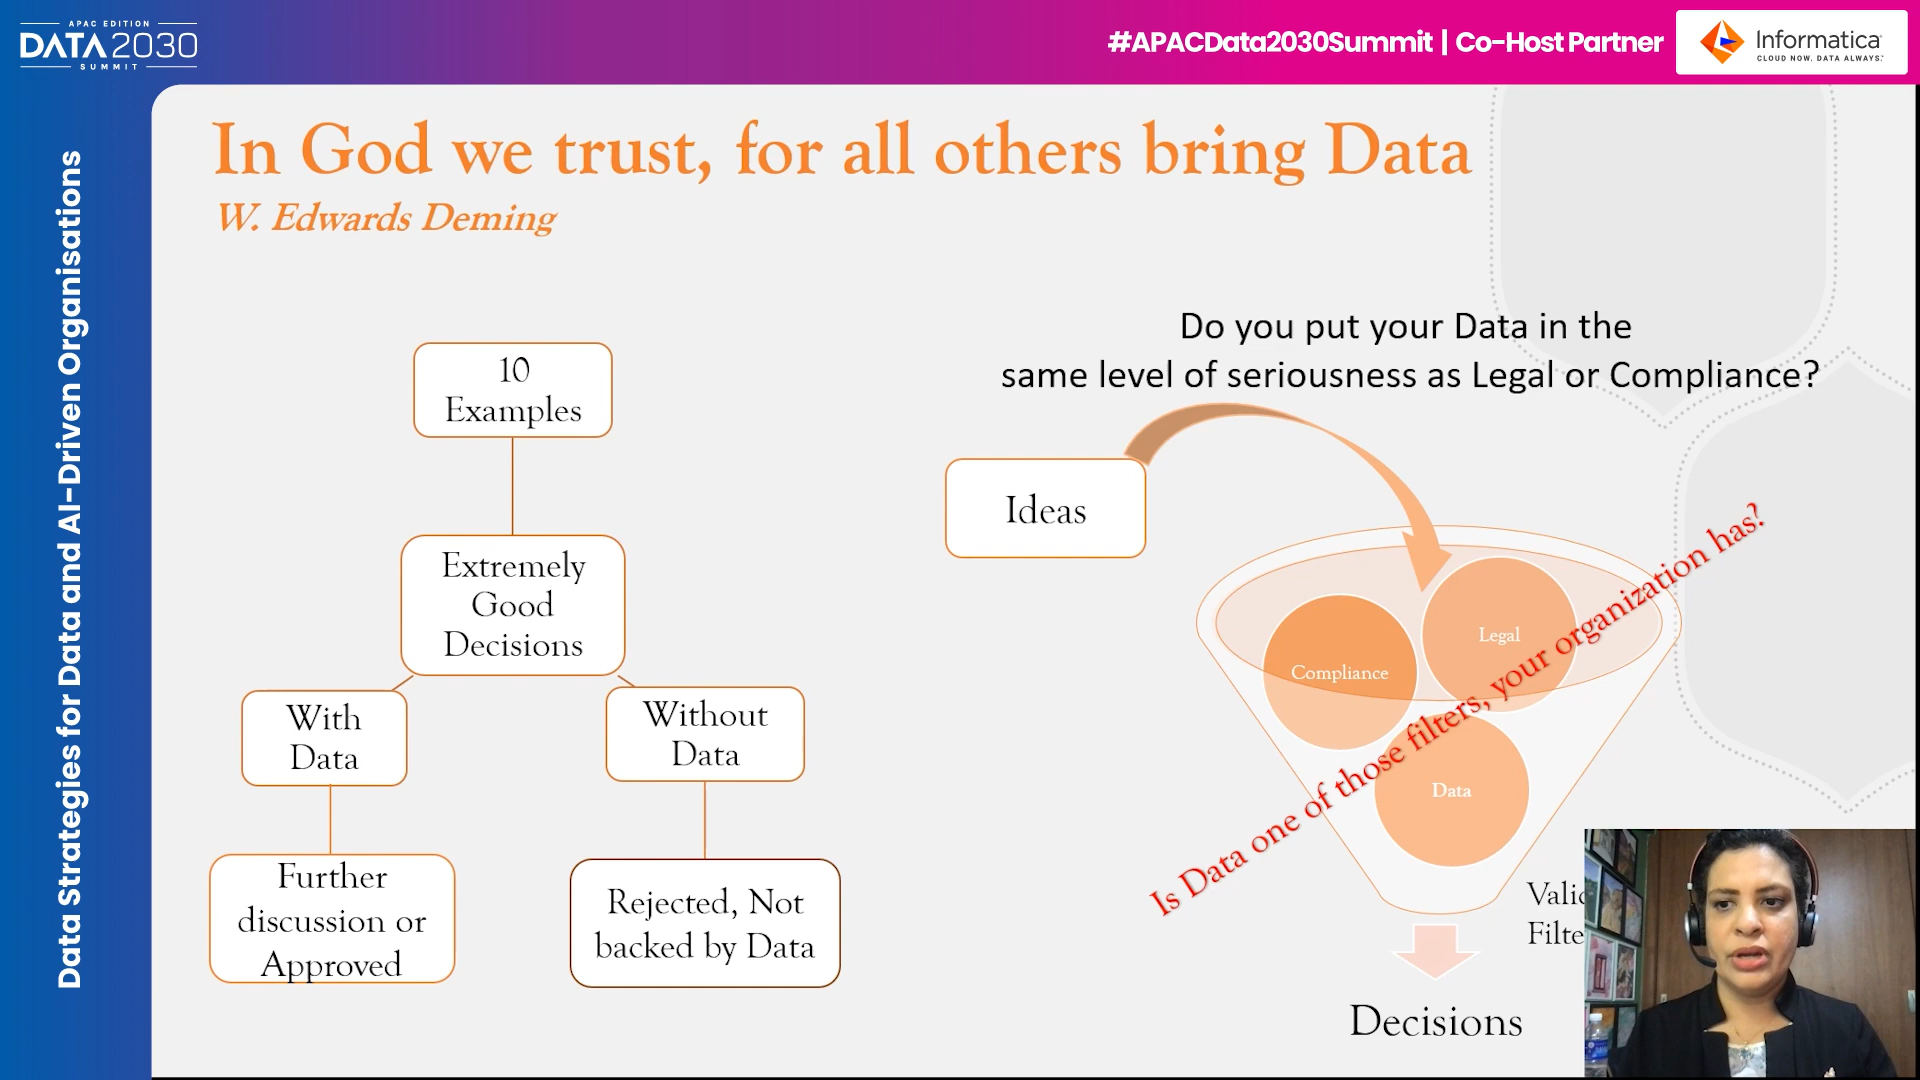 APAC EDITION
DATA2030
SUMMIT
#APACData2030Summit | Co-Host Partner
Informatica
CLOUD NOW. DATA ALWAYS.™
Data Strategies for Data and AI-Driven Organisations
In God we trust, for all others bring Data
W. Edwards Deming
10
Examples
Extremely
Good
Decisions
With
Data
Without
Data
Further
discussion or
Approved
Rejected, Not
backed by Data
Do you put your Data in the
same level of seriousness as Legal or Compliance?
Ideas
Legal
Compliance
Data
Is Data one of those filters, your organization has?
Decisions